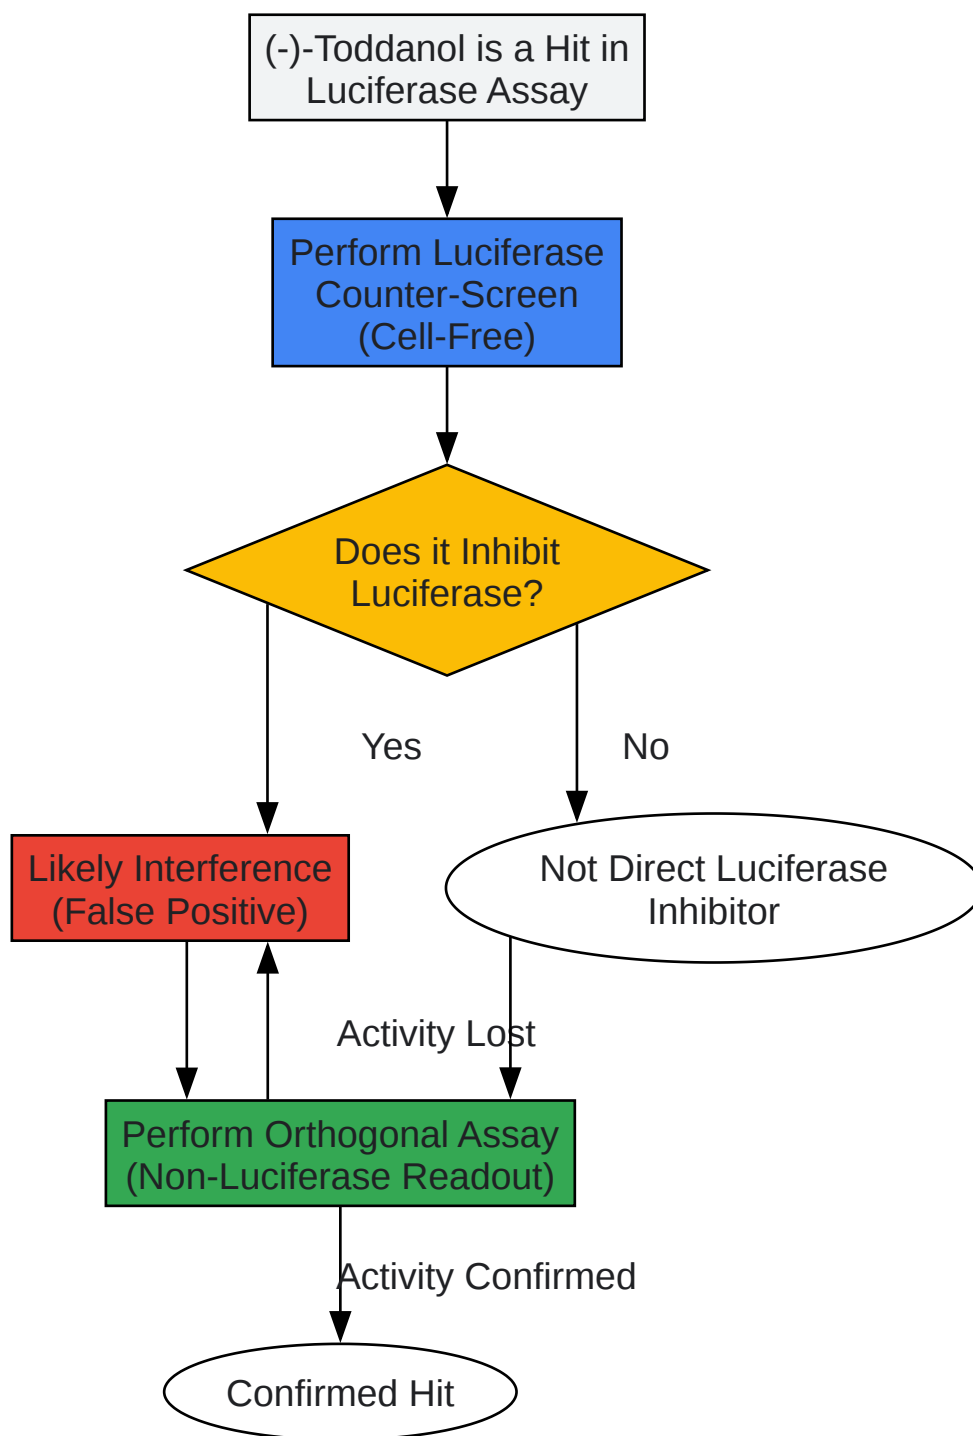 (-)-Toddanol is a Hit in
Luciferase Assay
Perform Luciferase
Counter-Screen
(Cell-Free)
Does it Inhibit
Luciferase?
Yes
No
Likely Interference
(False Positive)
Not Direct Luciferase
Inhibitor
Activity Lost
Perform Orthogonal Assay
(Non-Luciferase Readout)
Activity Confirmed
Confirmed Hit